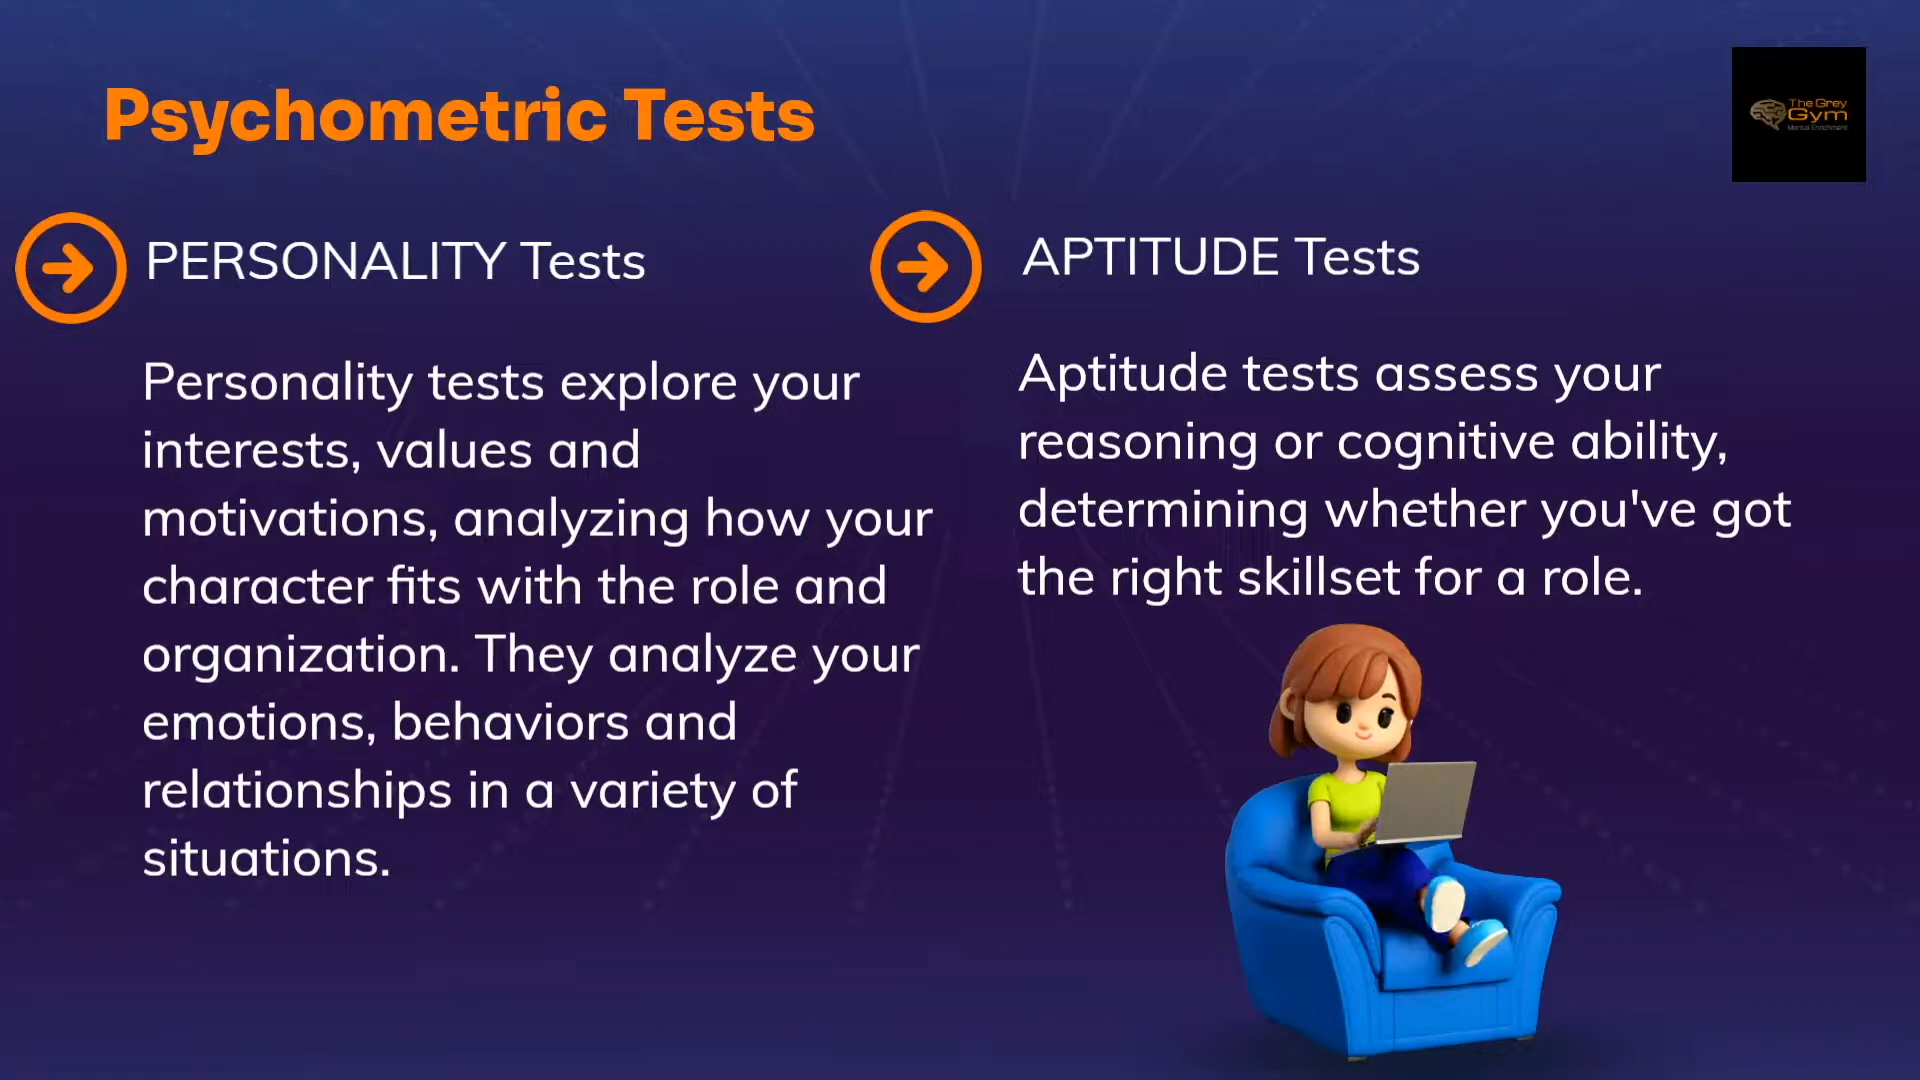 Psychometric Tests
The Grey
Gym
Mental Enrichment
PERSONALITY Tests
Personality tests explore your
interests, values and
motivations, analyzing how your
character fits with the role and
organization. They analyze your
emotions, behaviors and
relationships in a variety of
situations.
APTITUDE Tests
Aptitude tests assess your
reasoning or cognitive ability,
determining whether you've got
the right skillset for a role.